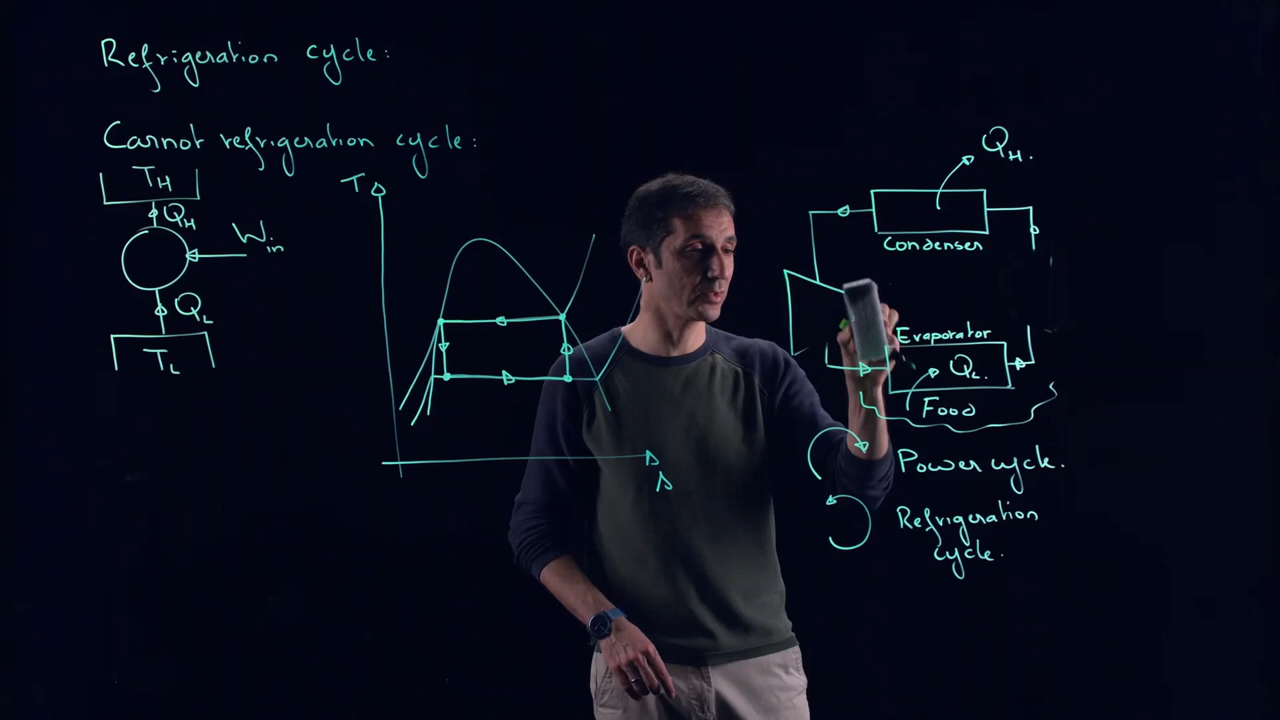 Refrigeration cycle:
Carnot refrigeration cycle:
T_H
Q_H
W_in
Q_L
T_L
T
s
Q_H.
Condenser
Evaporator
Q_L.
Food
Power cycle.
Refrigeration
cycle.